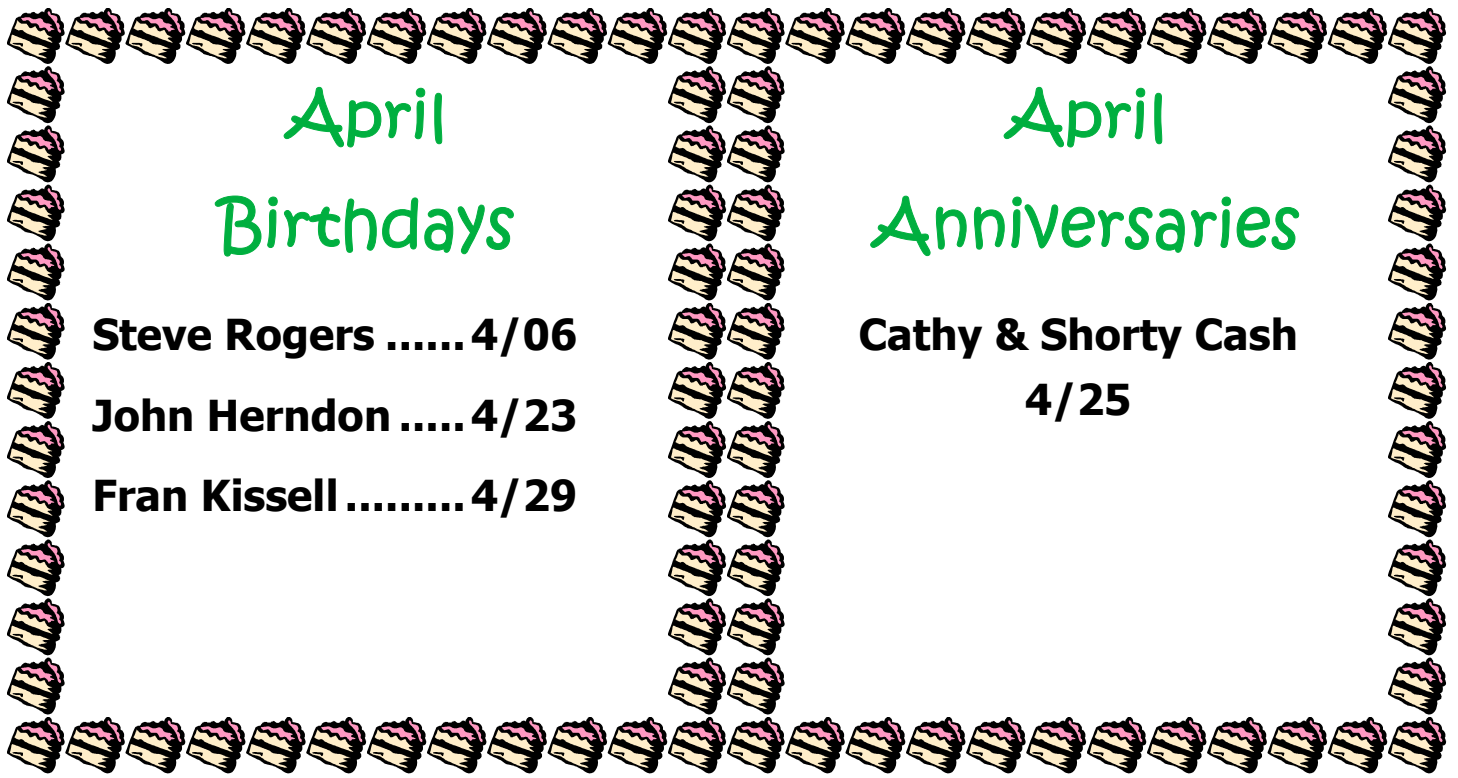 April
Birthdays
Steve Rogers ...... 4/06
John Herndon ..... 4/23
Fran Kissell ......... 4/29
April
Anniversaries
Cathy & Shorty Cash
4/25